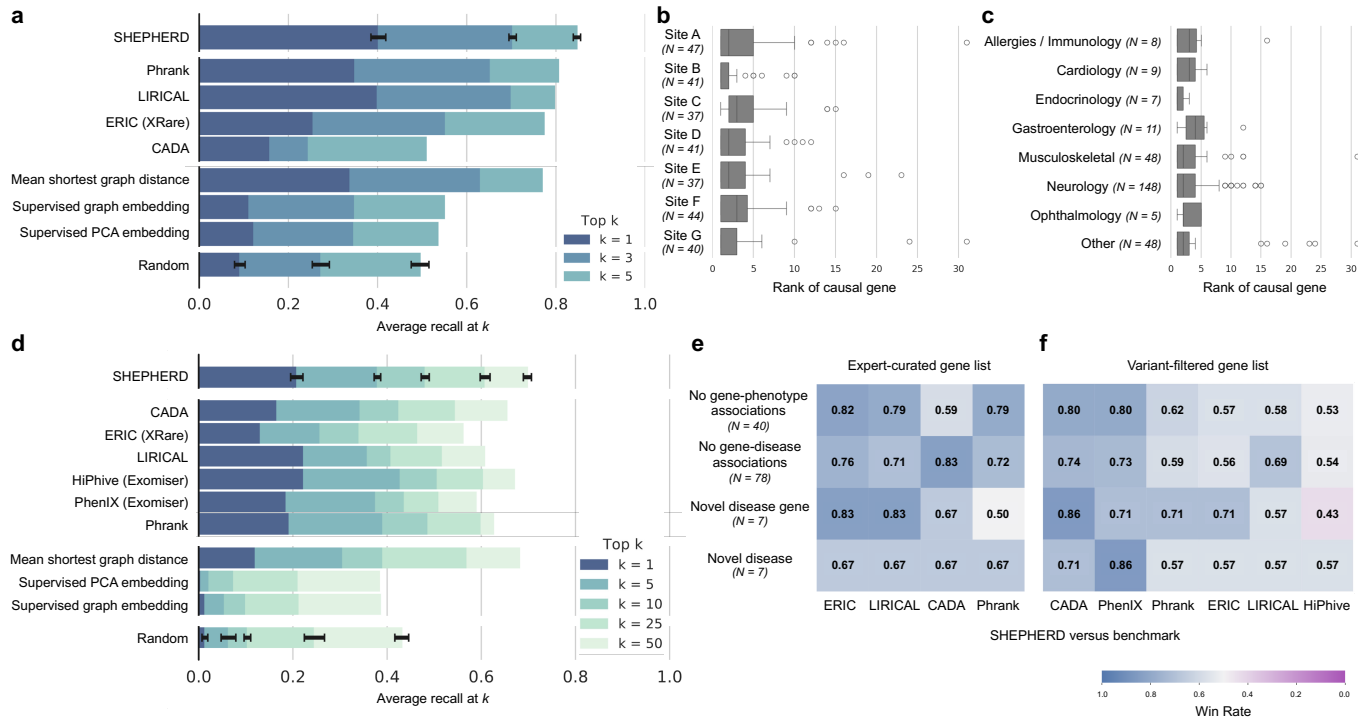 a
SHEPHERD
Phrank
LIRICAL
ERIC (XRare)
CADA
Mean shortest graph distance
Supervised graph embedding
Supervised PCA embedding
Random
Top k
k = 1
k = 3
k = 5
0.0 0.2 0.4 0.6 0.8 1.0
Average recall at k
b
Site A
(N = 47)
Site B
(N = 41)
Site C
(N = 37)
Site D
(N = 41)
Site E
(N = 37)
Site F
(N = 44)
Site G
(N = 40)
0 5 10 15 20 25 30
Rank of causal gene
c
Allergies / Immunology (N = 8)
Cardiology (N = 9)
Endocrinology (N = 7)
Gastroenterology (N = 11)
Musculoskeletal (N = 48)
Neurology (N = 148)
Ophthalmology (N = 5)
Other (N = 48)
0 5 10 15 20 25 30
Rank of causal gene
d
SHEPHERD
CADA
ERIC (XRare)
LIRICAL
HiPhive (Exomiser)
PhenIX (Exomiser)
Phrank
Mean shortest graph distance
Supervised PCA embedding
Supervised graph embedding
Random
Top k
k = 1
k = 5
k = 10
k = 25
k = 50
0.0 0.2 0.4 0.6 0.8 1.0
Average recall at k
e
Expert-curated gene list
No gene-phenotype
associations
(N = 40)
0.82 0.79 0.59 0.79
No gene-disease
associations
(N = 78)
0.76 0.71 0.83 0.72
Novel disease gene
(N = 7)
0.83 0.83 0.67 0.50
Novel disease
(N = 7)
0.67 0.67 0.67 0.67
ERIC LIRICAL CADA Phrank
f
Variant-filtered gene list
0.80 0.80 0.62 0.57 0.58 0.53
0.74 0.73 0.59 0.56 0.69 0.54
0.86 0.71 0.71 0.71 0.57 0.43
0.71 0.86 0.57 0.57 0.57 0.57
CADA PhenIX Phrank ERIC LIRICAL HiPhive
SHEPHERD versus benchmark
1.0 0.8 0.6 0.4 0.2 0.0
Win Rate